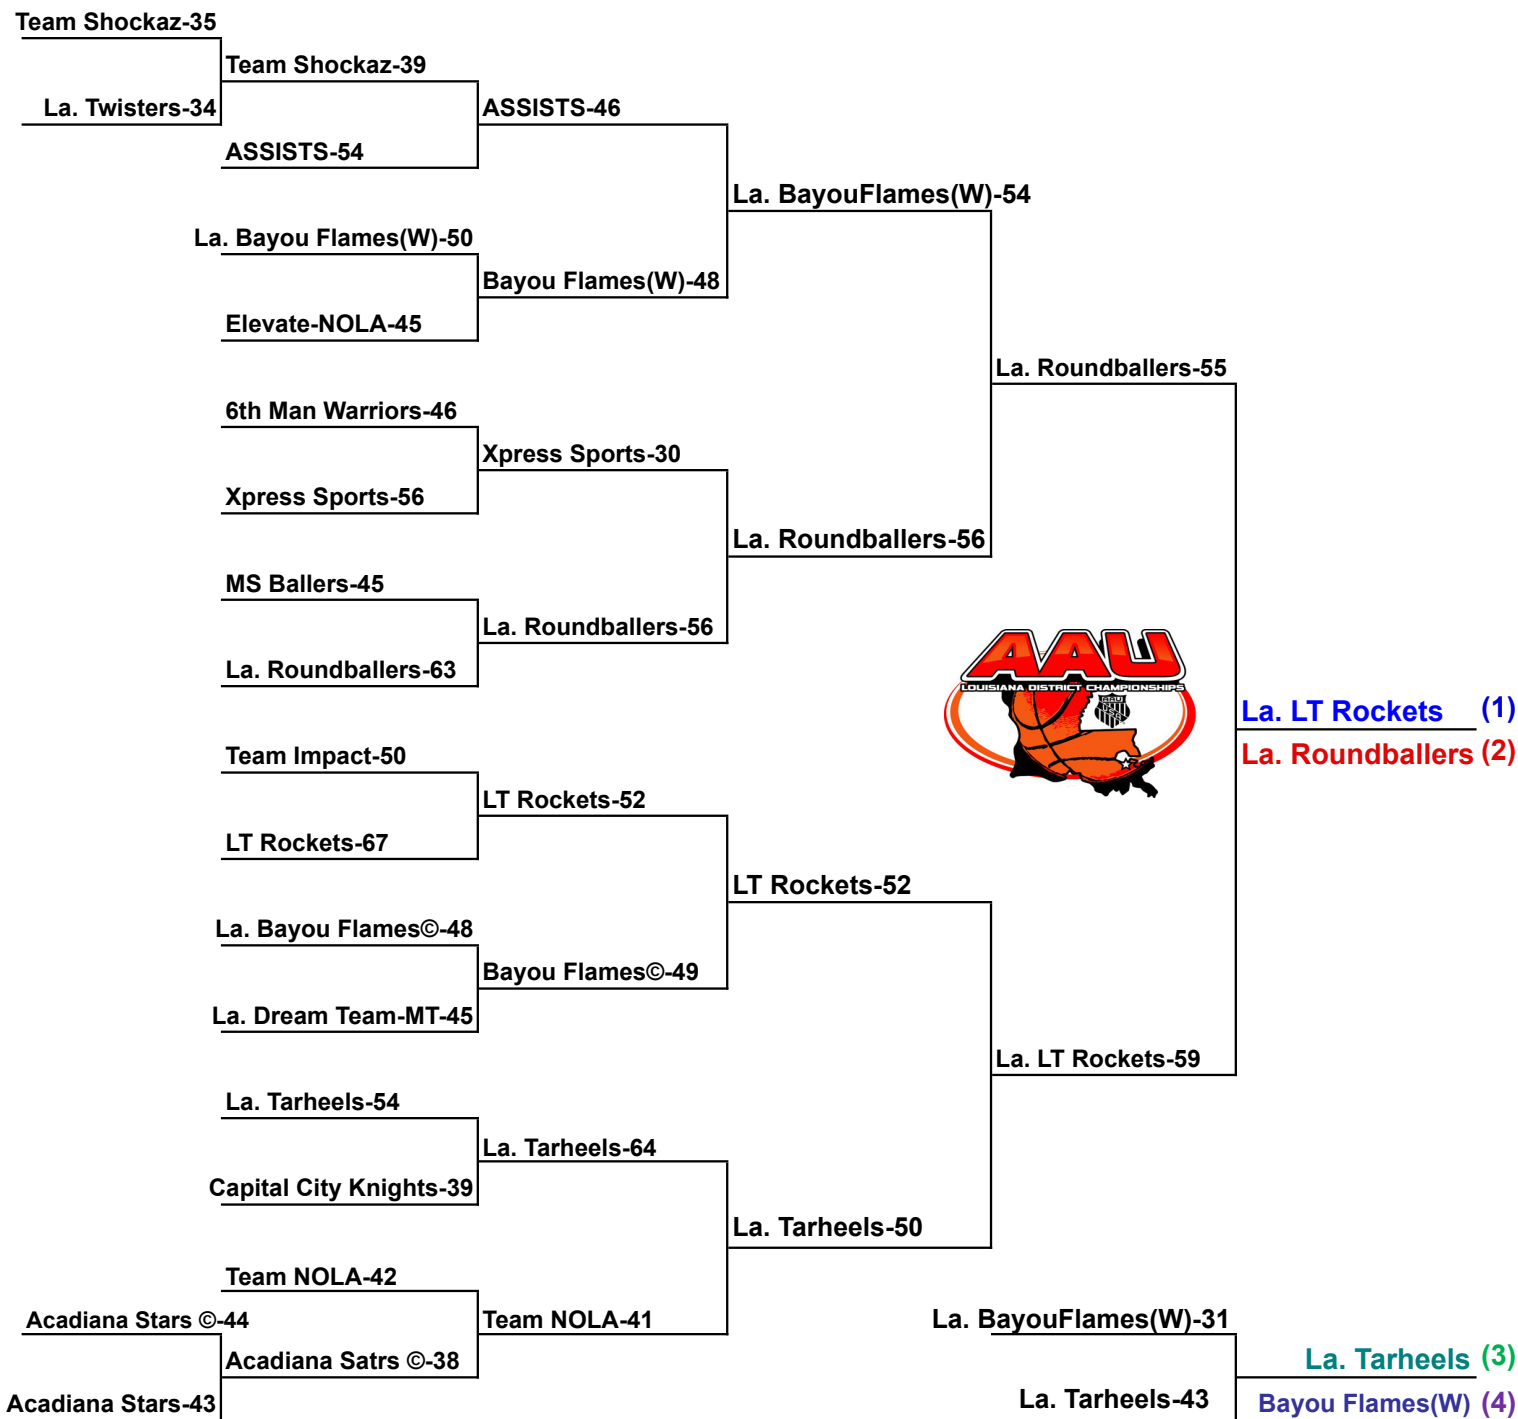 Team Shockaz-35
Team Shockaz-39
La. Twisters-34
ASSISTS-46
ASSISTS-54
La. BayouFlames(W)-54
La. Bayou Flames(W)-50
Bayou Flames(W)-48
Elevate-NOLA-45
La. Roundballers-55
6th Man Warriors-46
Xpress Sports-30
Xpress Sports-56
La. Roundballers-56
MS Ballers-45
La. Roundballers-56
La. Roundballers-63
AAU
LOUISIANA DISTRICT CHAMPIONSHIPS
AAU
La. LT Rockets (1)
La. Roundballers (2)
Team Impact-50
LT Rockets-52
LT Rockets-67
LT Rockets-52
La. Bayou Flames©-48
Bayou Flames©-49
La. Dream Team-MT-45
La. LT Rockets-59
La. Tarheels-54
La. Tarheels-64
Capital City Knights-39
La. Tarheels-50
Team NOLA-42
Acadiana Stars ©-44
Team NOLA-41
La. BayouFlames(W)-31
Acadiana Satrs ©-38
La. Tarheels (3)
Acadiana Stars-43
La. Tarheels-43
Bayou Flames(W) (4)